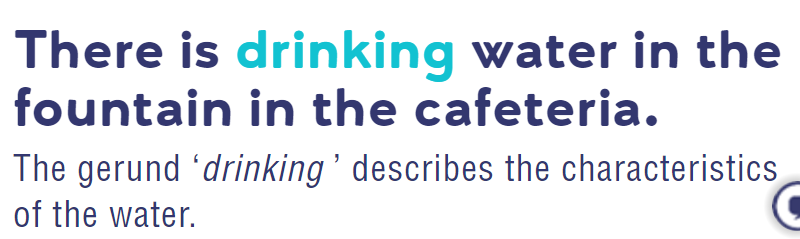 There is drinking water in the
fountain in the cafeteria.
The gerund ‘drinking ’ describes the characteristics
of the water.